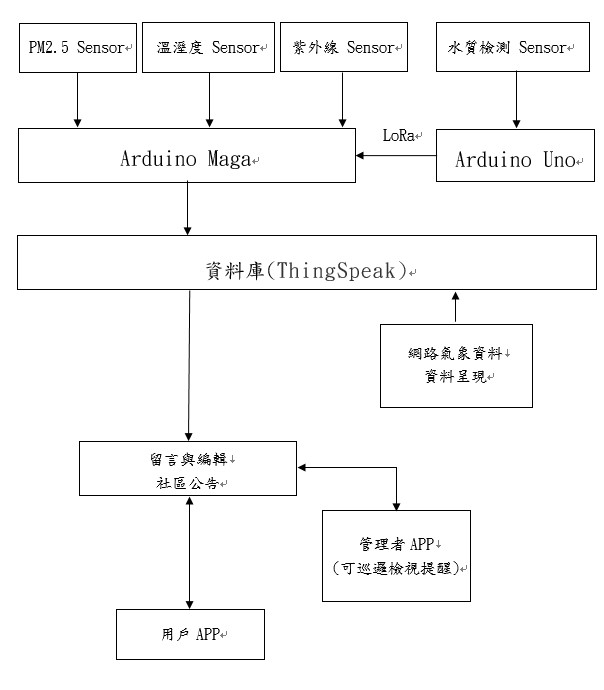 PM2.5 Sensor
溫溼度 Sensor
紫外線 Sensor
水質檢測 Sensor
LoRa
Arduino Maga
Arduino Uno
資料庫(ThingSpeak)
網路氣象資料
資料呈現
留言與編輯
社區公告
管理者 APP
(可巡邏檢視提醒)
用戶 APP